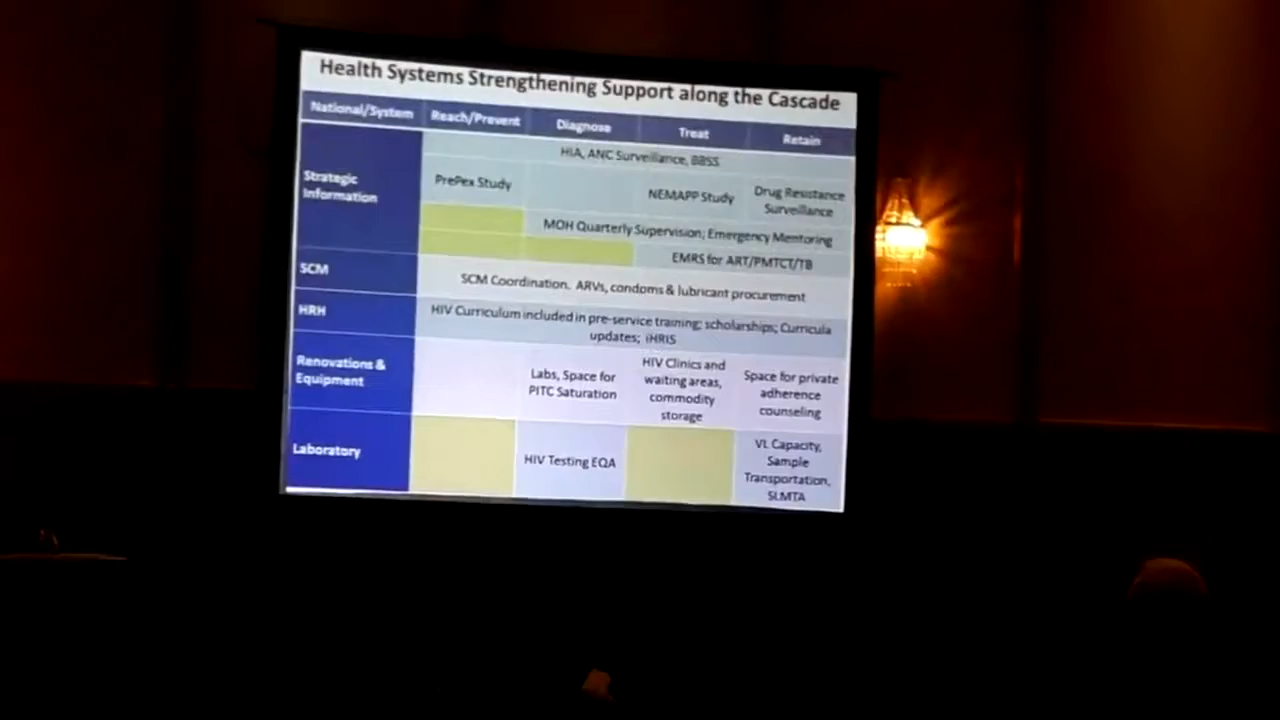 Health Systems Strengthening Support along the Cascade
National/System Reach/Prevent Diagnose Treat Retain
Strategic
Information
HIA, ANC Surveillance, BBSS
PrePex Study
NEMAPP Study
Drug Resistance
Surveillance
MOH Quarterly Supervision; Emergency Mentoring
EMRS for ART/PMTCT/TB
SCM
SCM Coordination. ARVs, condoms & lubricant procurement
HRH
HIV Curriculum included in pre-service training; scholarships; Curricula
updates; iHRIS
Renovations &
Equipment
Labs, Space for
PITC Saturation
HIV Clinics and
waiting areas,
commodity
storage
Space for private
adherence
counseling
Laboratory
HIV Testing EQA
VL Capacity,
Sample
Transportation,
SLMTA